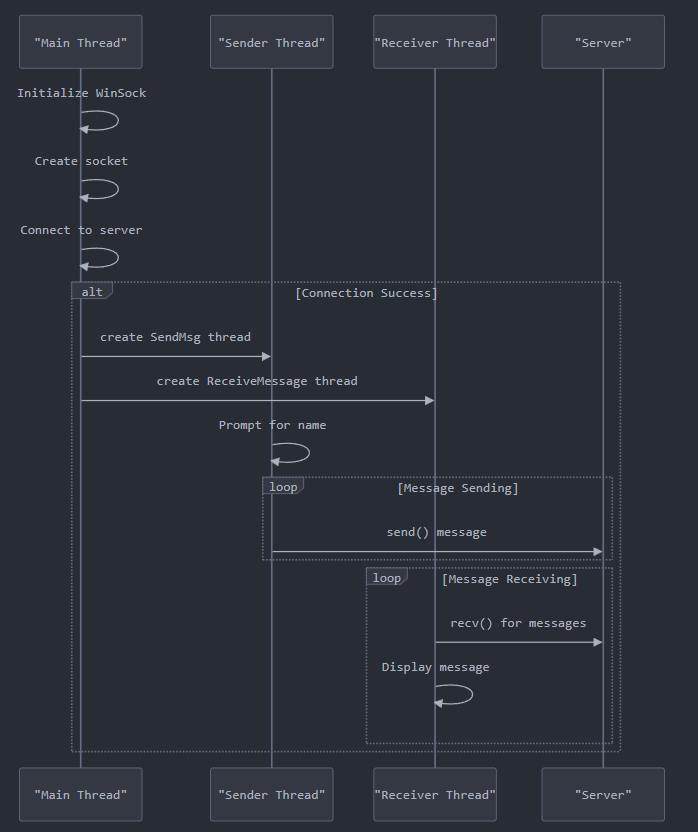 "Main Thread"
"Sender Thread"
"Receiver Thread"
"Server"
Initialize WinSock
Create socket
Connect to server
alt
[Connection Success]
create SendMsg thread
create ReceiveMessage thread
Prompt for name
loop
[Message Sending]
send() message
loop
[Message Receiving]
recv() for messages
Display message
"Main Thread"
"Sender Thread"
"Receiver Thread"
"Server"